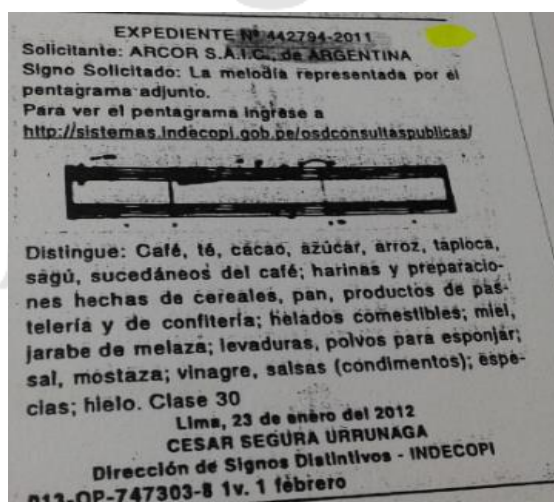 EXPEDIENTE Nº 442794-2011
Solicitante: ARCOR S.A.I.C., de ARGENTINA
Signo Solicitado: La melodía representada por el
pentagrama adjunto.
Para ver el pentagrama ingrese a
http://sistemas.indecopi.gob.pe/osdconsultaspublicas/
Distingue: Café, té, cacao, azúcar, arroz, tapioca,
sagú, sucedáneos del café; harinas y preparacio-
nes hechas de cereales, pan, productos de pas-
telería y de confitería; helados comestibles; miel,
jarabe de melaza; levaduras, polvos para esponjar;
sal, mostaza; vinagre, salsas (condimentos); espe-
cias; hielo. Clase 30
Lima, 23 de enero del 2012
CESAR SEGURA URRUNAGA
Dirección de Signos Distintivos - INDECOPI
013-OP-747303-8 1v. 1 febrero